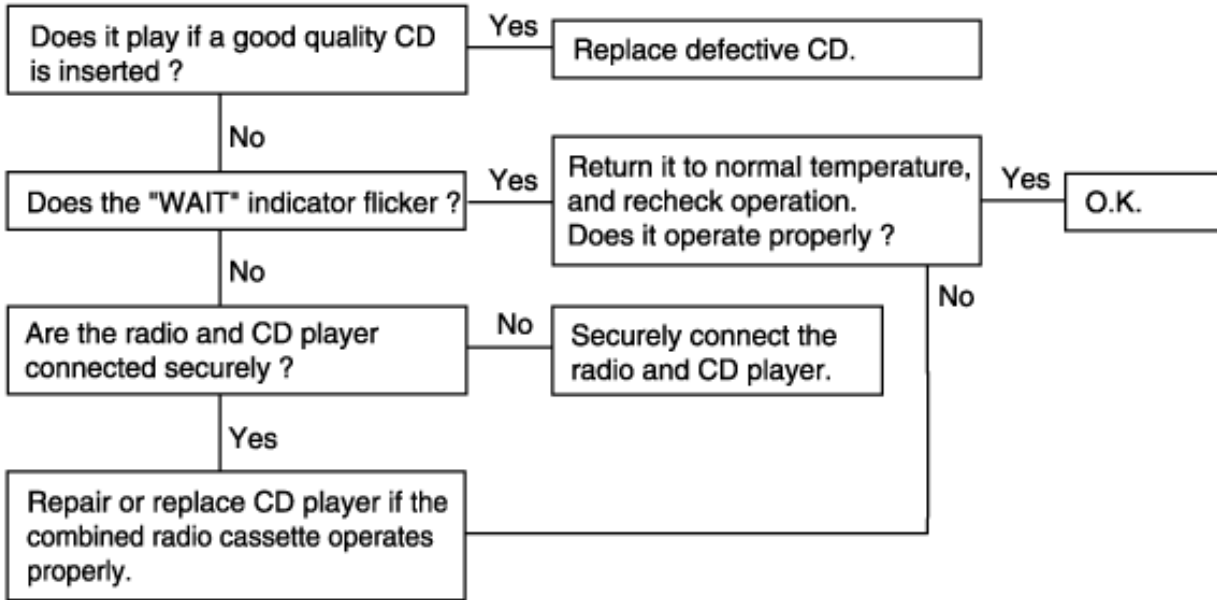 Does it play if a good quality CD
is inserted ?
Yes
Replace defective CD.
No
Does the "WAIT" indicator flicker ?
Yes
Return it to normal temperature,
and recheck operation.
Does it operate properly ?
Yes
O.K.
No
No
Are the radio and CD player
connected securely ?
No
Securely connect the
radio and CD player.
Yes
Repair or replace CD player if the
combined radio cassette operates
properly.